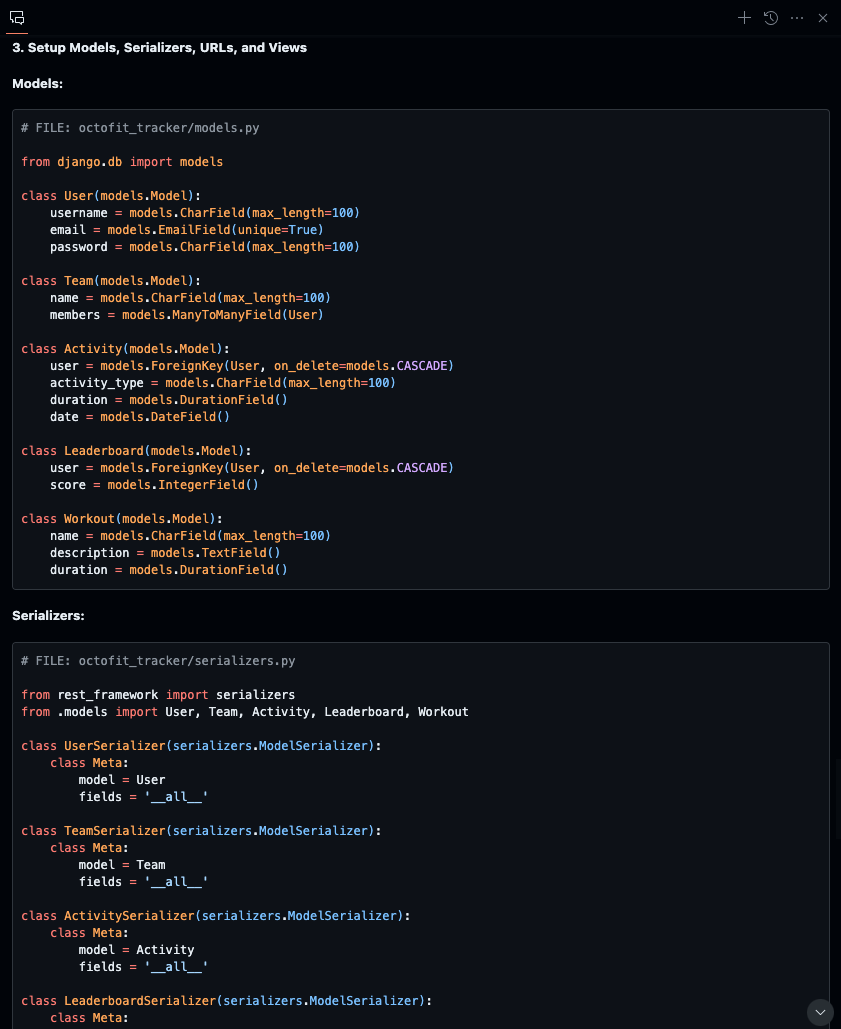 3. Setup Models, Serializers, URLs, and Views
Models:
# FILE: octofit_tracker/models.py

from django.db import models

class User(models.Model):
    username = models.CharField(max_length=100)
    email = models.EmailField(unique=True)
    password = models.CharField(max_length=100)

class Team(models.Model):
    name = models.CharField(max_length=100)
    members = models.ManyToManyField(User)

class Activity(models.Model):
    user = models.ForeignKey(User, on_delete=models.CASCADE)
    activity_type = models.CharField(max_length=100)
    duration = models.DurationField()
    date = models.DateField()

class Leaderboard(models.Model):
    user = models.ForeignKey(User, on_delete=models.CASCADE)
    score = models.IntegerField()

class Workout(models.Model):
    name = models.CharField(max_length=100)
    description = models.TextField()
    duration = models.DurationField()

Serializers:
# FILE: octofit_tracker/serializers.py

from rest_framework import serializers
from .models import User, Team, Activity, Leaderboard, Workout

class UserSerializer(serializers.ModelSerializer):
    class Meta:
        model = User
        fields = '__all__'

class TeamSerializer(serializers.ModelSerializer):
    class Meta:
        model = Team
        fields = '__all__'

class ActivitySerializer(serializers.ModelSerializer):
    class Meta:
        model = Activity
        fields = '__all__'

class LeaderboardSerializer(serializers.ModelSerializer):
    class Meta: